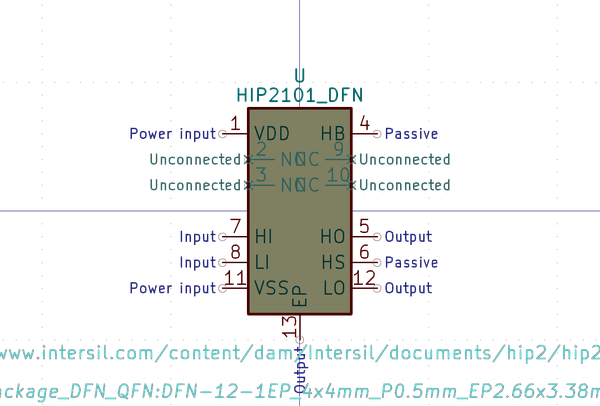 U
HIP2101_DFN
Power input 1 VDD HB 4 Passive
Unconnected 2 NC NC 9 Unconnected
Unconnected 3 NC NC 10 Unconnected
Input 7 HI HO 5 Output
Input 8 LI HS 6 Passive
Power input 11 VSS LO 12 Output
EP
13
Output
www.intersil.com/content/dam/Intersil/documents/hip2/hip2
ackage_DFN_QFN:DFN-12-1EP_4x4mm_P0.5mm_EP2.66x3.38m